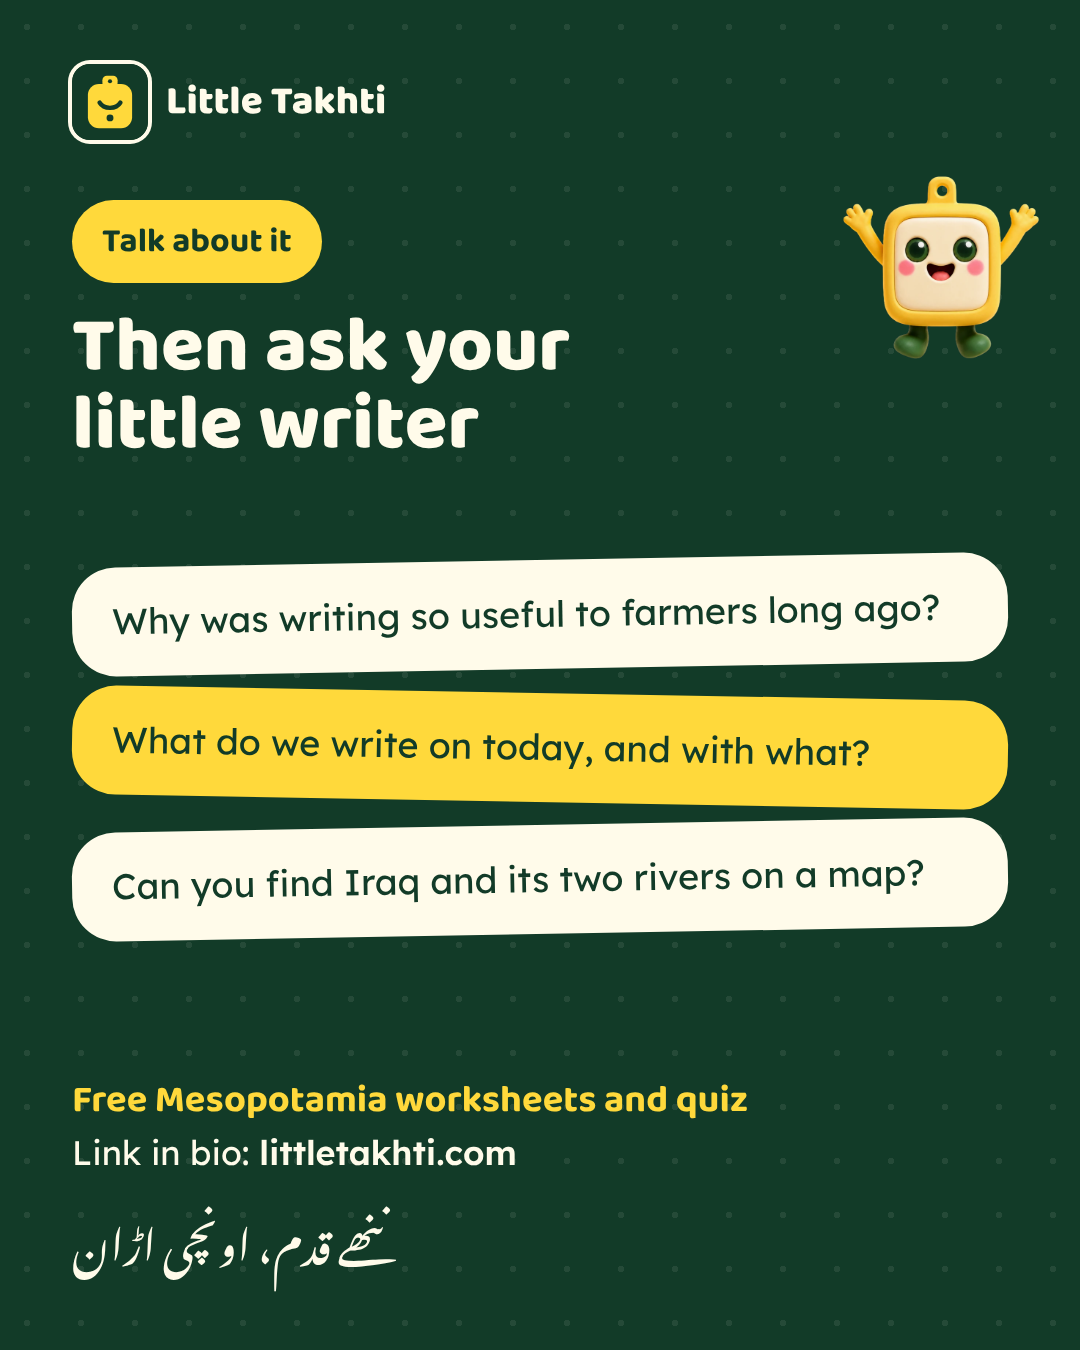 Little Takhti
Talk about it
Then ask your
little writer
Why was writing so useful to farmers long ago?
What do we write on today, and with what?
Can you find Iraq and its two rivers on a map?
Free Mesopotamia worksheets and quiz
Link in bio: littletakhti.com
ننھے قدم، اونچی اڑان